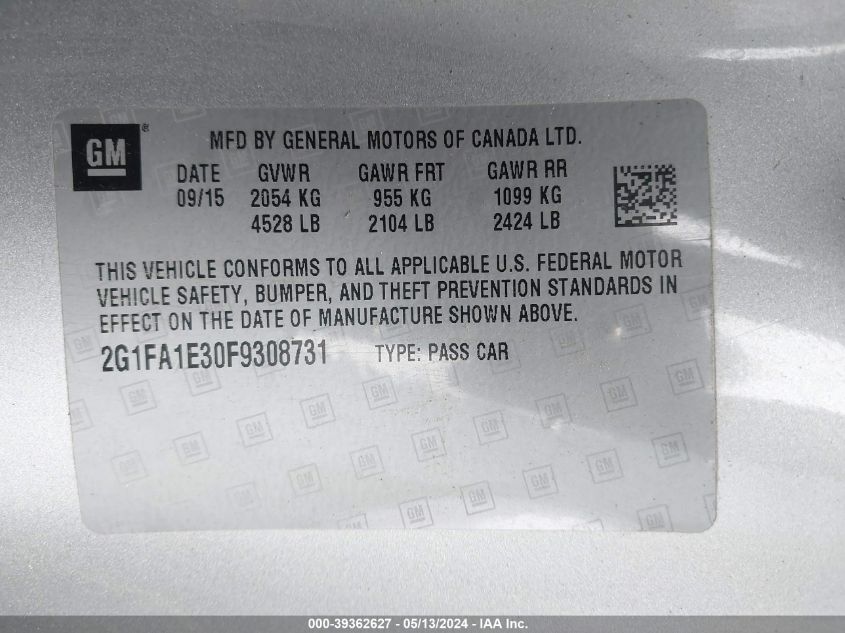 GM ® MFD BY GENERAL MOTORS OF CANADA LTD.
DATE GVWR GAWR FRT GAWR RR
09/15 2054 KG 955 KG 1099 KG
4528 LB 2104 LB 2424 LB
THIS VEHICLE CONFORMS TO ALL APPLICABLE U.S. FEDERAL MOTOR
VEHICLE SAFETY, BUMPER, AND THEFT PREVENTION STANDARDS IN
EFFECT ON THE DATE OF MANUFACTURE SHOWN ABOVE.
2G1FA1E30F9308731 TYPE: PASS CAR
000-39362627 - 05/13/2024 - IAA Inc.